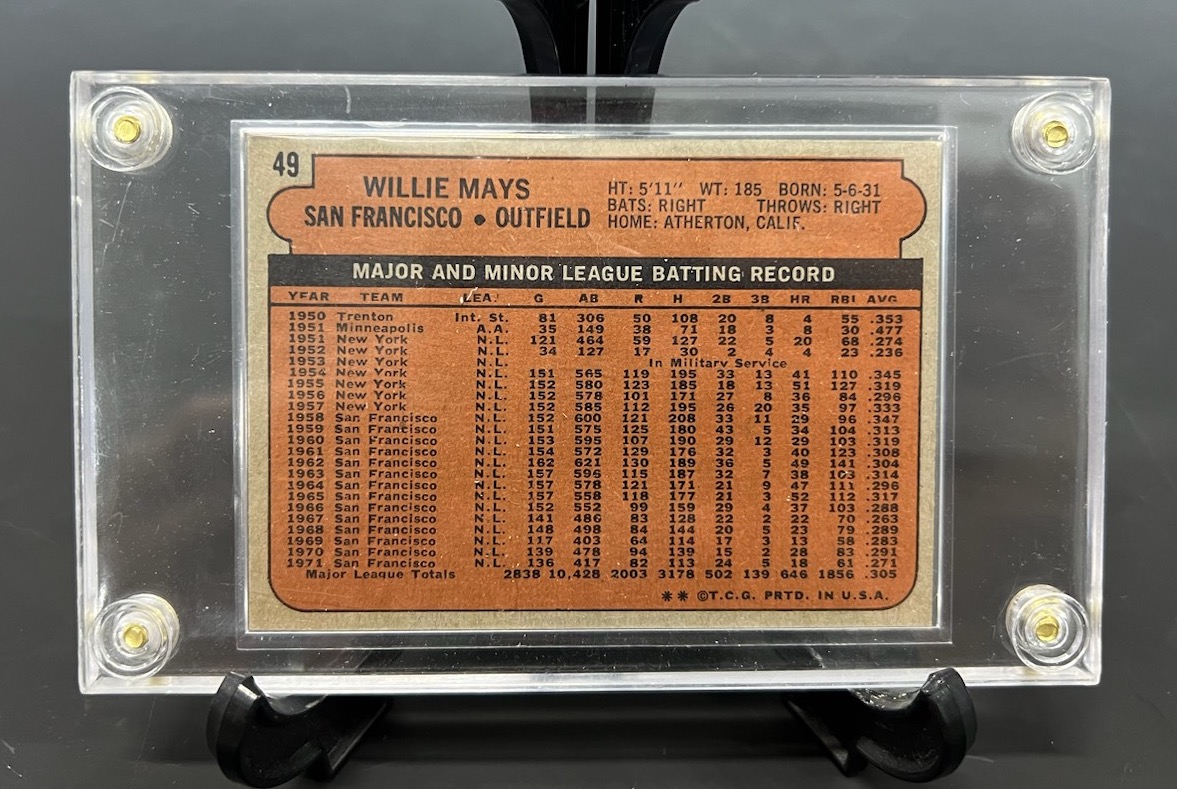 49
WILLIE MAYS
SAN FRANCISCO • OUTFIELD
HT: 5'11" WT: 185 BORN: 5-6-31
BATS: RIGHT THROWS: RIGHT
HOME: ATHERTON, CALIF.
MAJOR AND MINOR LEAGUE BATTING RECORD
YEAR TEAM LEA. G AB R H 2B 3B HR RBI AVG
1950 Trenton Int. St. 81 306 50 108 20 8 4 55 .353
1951 Minneapolis A.A. 35 149 38 71 18 3 8 30 .477
1951 New York N.L. 121 464 59 127 22 5 20 68 .274
1952 New York N.L. 34 127 17 30 2 4 4 23 .236
1953 New York N.L. In Military Service
1954 New York N.L. 151 565 119 195 33 13 41 110 .345
1955 New York N.L. 152 580 123 185 18 13 51 127 .319
1956 New York N.L. 152 578 101 171 27 8 36 84 .296
1957 New York N.L. 152 585 112 195 26 20 35 97 .333
1958 San Francisco N.L. 152 600 121 208 33 11 29 96 .347
1959 San Francisco N.L. 151 575 125 180 43 5 34 104 .313
1960 San Francisco N.L. 153 595 107 190 29 12 29 103 .319
1961 San Francisco N.L. 154 572 129 176 32 3 40 123 .308
1962 San Francisco N.L. 162 621 130 189 36 5 49 141 .304
1963 San Francisco N.L. 157 596 115 187 32 7 38 103 .314
1964 San Francisco N.L. 157 578 121 171 21 9 47 111 .296
1965 San Francisco N.L. 157 558 118 177 21 3 52 112 .317
1966 San Francisco N.L. 152 552 99 159 29 4 37 103 .288
1967 San Francisco N.L. 141 486 83 128 22 2 22 70 .263
1968 San Francisco N.L. 148 498 84 144 20 5 23 79 .289
1969 San Francisco N.L. 117 403 64 114 17 3 13 58 .283
1970 San Francisco N.L. 139 478 94 139 15 2 28 83 .291
1971 San Francisco N.L. 136 417 82 113 24 5 18 61 .271
Major League Totals 2838 10,428 2003 3178 502 139 646 1856 .305
** ©T.C.G. PRTD. IN U.S.A.